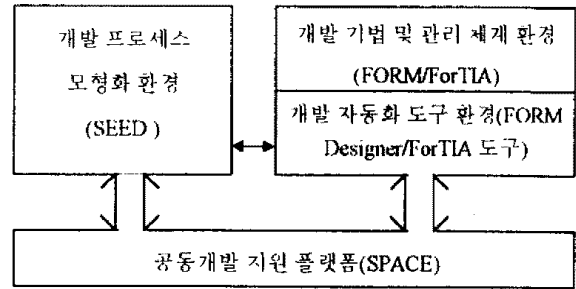 개발 프로세스
모형화 환경
(SEED )
개발 기법 및 관리 체계 환경
(FORM/ForTIA)
개발 자동화 도구 환경(FORM
Designer/ForTIA 도구)
공동개발 지원 플랫폼(SPACE)